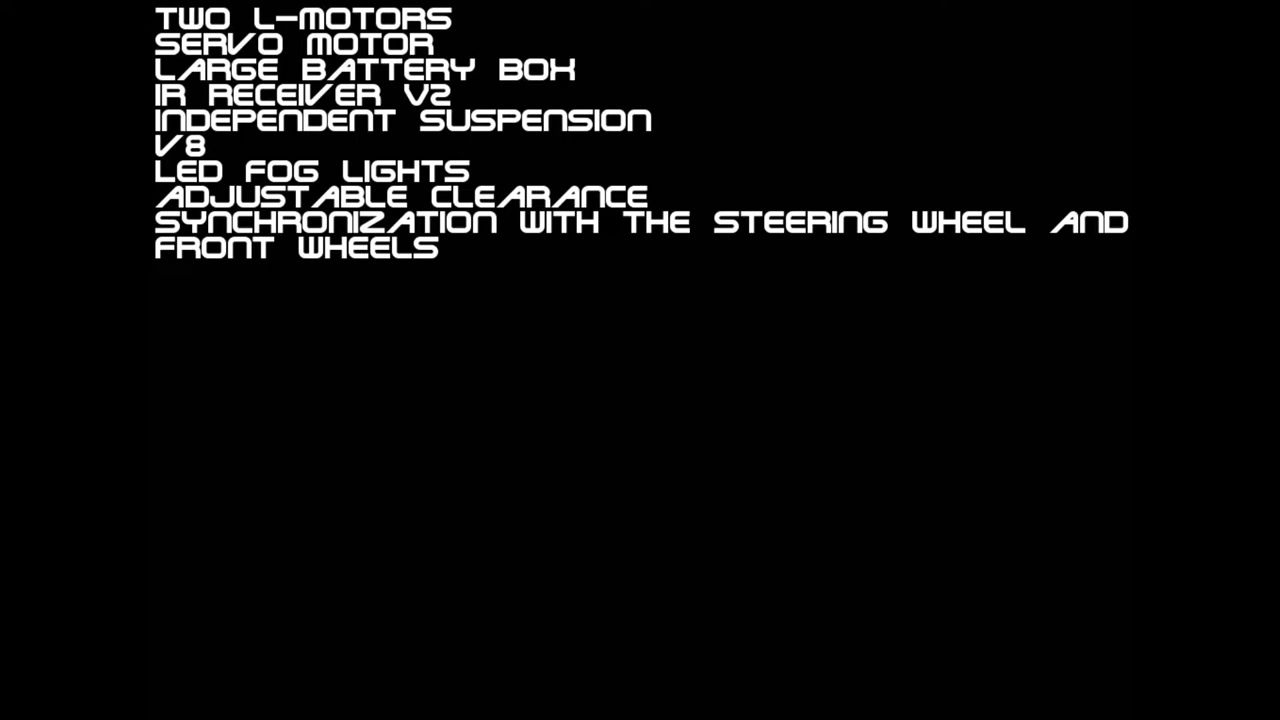 TWO L-MOTORS
SERVO MOTOR
LARGE BATTERY BOX
IR RECEIVER V2
INDEPENDENT SUSPENSION
V8
LED FOG LIGHTS
ADJUSTABLE CLEARANCE
SYNCHRONIZATION WITH THE STEERING WHEEL AND
FRONT WHEELS